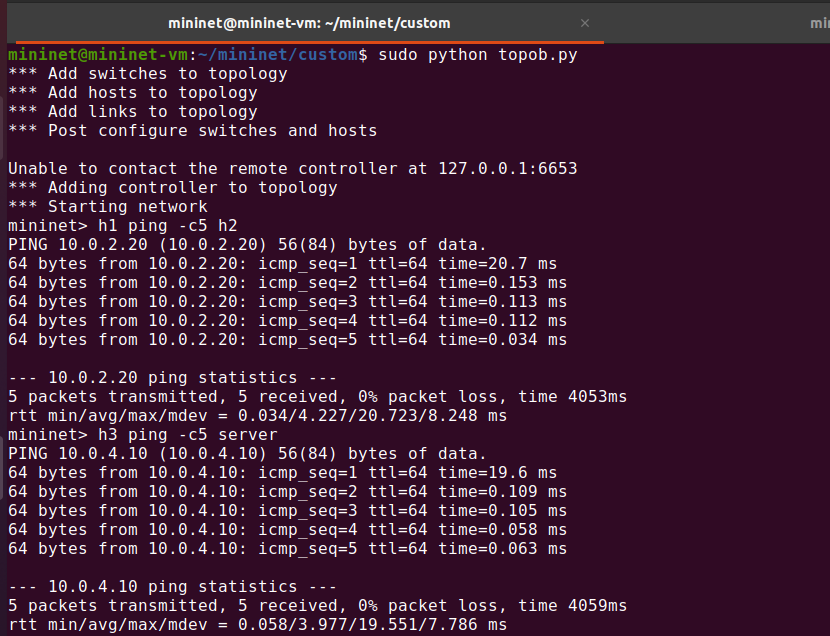 mininet@mininet-vm: ~/mininet/custom
×
mininet@mininet-vm:~/mininet/custom$ sudo python topob.py
*** Add switches to topology
*** Add hosts to topology
*** Add links to topology
*** Post configure switches and hosts
Unable to contact the remote controller at 127.0.0.1:6653
*** Adding controller to topology
*** Starting network
mininet> h1 ping -c5 h2
PING 10.0.2.20 (10.0.2.20) 56(84) bytes of data.
64 bytes from 10.0.2.20: icmp_seq=1 ttl=64 time=20.7 ms
64 bytes from 10.0.2.20: icmp_seq=2 ttl=64 time=0.153 ms
64 bytes from 10.0.2.20: icmp_seq=3 ttl=64 time=0.113 ms
64 bytes from 10.0.2.20: icmp_seq=4 ttl=64 time=0.112 ms
64 bytes from 10.0.2.20: icmp_seq=5 ttl=64 time=0.034 ms
--- 10.0.2.20 ping statistics ---
5 packets transmitted, 5 received, 0% packet loss, time 4053ms
rtt min/avg/max/mdev = 0.034/4.227/20.723/8.248 ms
mininet> h3 ping -c5 server
PING 10.0.4.10 (10.0.4.10) 56(84) bytes of data.
64 bytes from 10.0.4.10: icmp_seq=1 ttl=64 time=19.6 ms
64 bytes from 10.0.4.10: icmp_seq=2 ttl=64 time=0.109 ms
64 bytes from 10.0.4.10: icmp_seq=3 ttl=64 time=0.105 ms
64 bytes from 10.0.4.10: icmp_seq=4 ttl=64 time=0.058 ms
64 bytes from 10.0.4.10: icmp_seq=5 ttl=64 time=0.063 ms
--- 10.0.4.10 ping statistics ---
5 packets transmitted, 5 received, 0% packet loss, time 4059ms
rtt min/avg/max/mdev = 0.058/3.977/19.551/7.786 ms